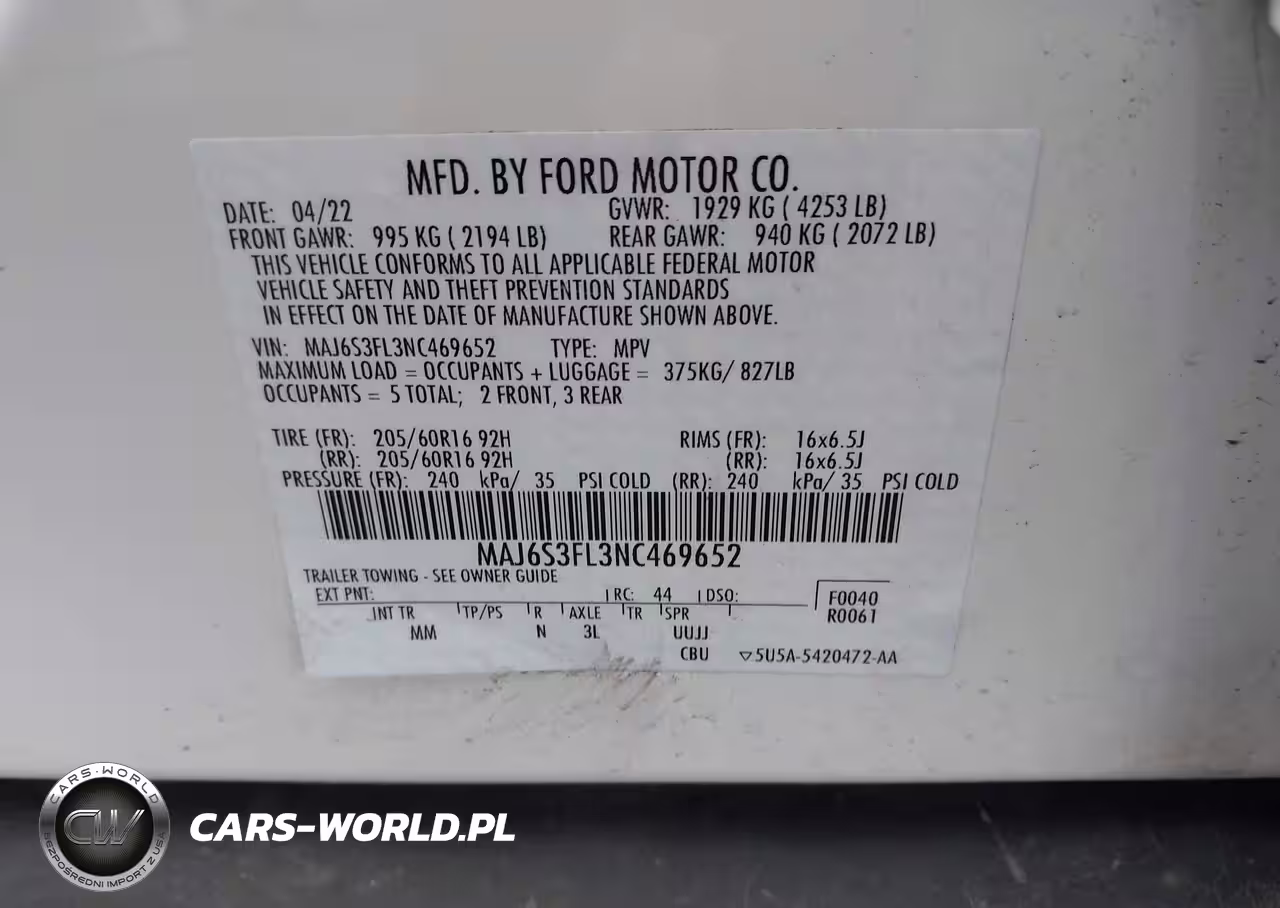 MFD. BY FORD MOTOR CO.
DATE: 04/22 GVWR: 1929 KG ( 4253 LB)
FRONT GAWR: 995 KG ( 2194 LB) REAR GAWR: 940 KG ( 2072 LB)
THIS VEHICLE CONFORMS TO ALL APPLICABLE FEDERAL MOTOR
VEHICLE SAFETY AND THEFT PREVENTION STANDARDS
IN EFFECT ON THE DATE OF MANUFACTURE SHOWN ABOVE.
VIN: MAJ6S3FL3NC469652 TYPE: MPV
MAXIMUM LOAD = OCCUPANTS + LUGGAGE = 375KG/ 827LB
OCCUPANTS = 5 TOTAL; 2 FRONT, 3 REAR
TIRE (FR): 205/60R16 92H RIMS (FR): 16x6.5J
(RR): 205/60R16 92H (RR): 16x6.5J
PRESSURE (FR): 240 kPa/ 35 PSI COLD (RR): 240 kPa/ 35 PSI COLD
MAJ6S3FL3NC469652
TRAILER TOWING - SEE OWNER GUIDE
EXT PNT: RC: 44 DSO: F0040
INT TR TP/PS R AXLE TR SPR R0061
MM N 3L UUJJ
CBU 5U5A-5420472-AA
CARS-WORLD
CW
BEZPOŚREDNI IMPORT Z USA
CARS-WORLD.PL